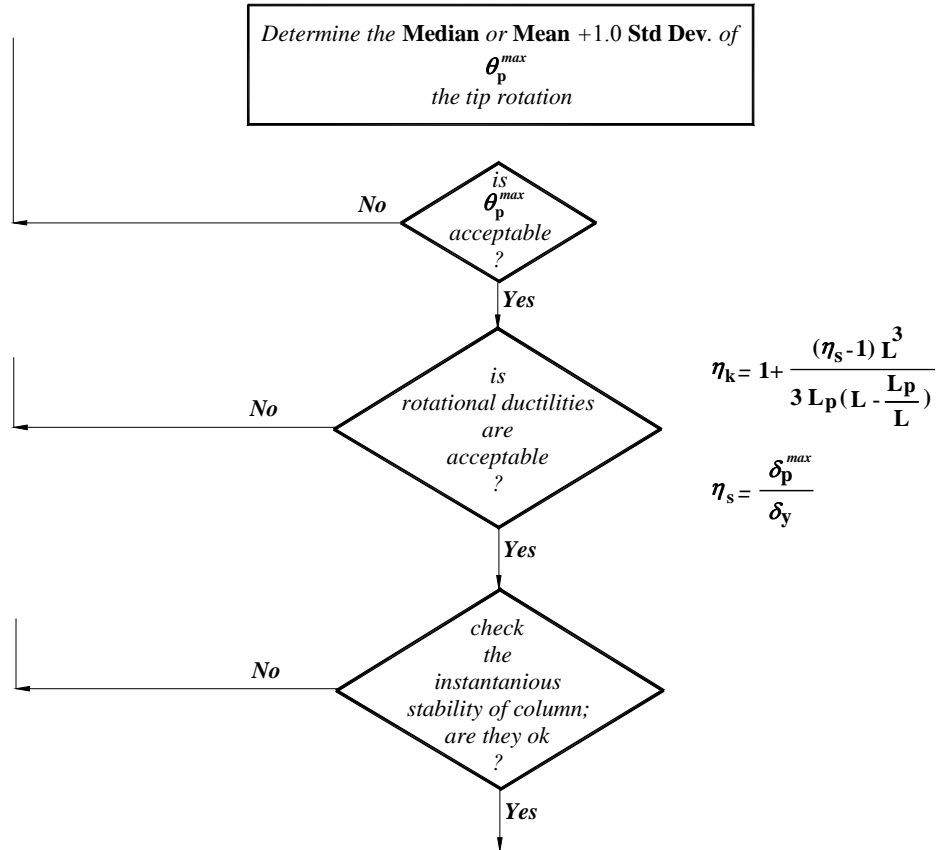 Determine the Median or Mean +1.0 Std Dev. of
θp^max
the tip rotation
is
θp^max
acceptable
?
No
Yes
is
rotational ductilities
are
acceptable
?
No
Yes
ηk = 1 + (ηs - 1) L^3 / 3 Lp ( L - Lp / L )
ηs = δp^max / δy
check
the
instantanious
stability of column;
are they ok
?
No
Yes